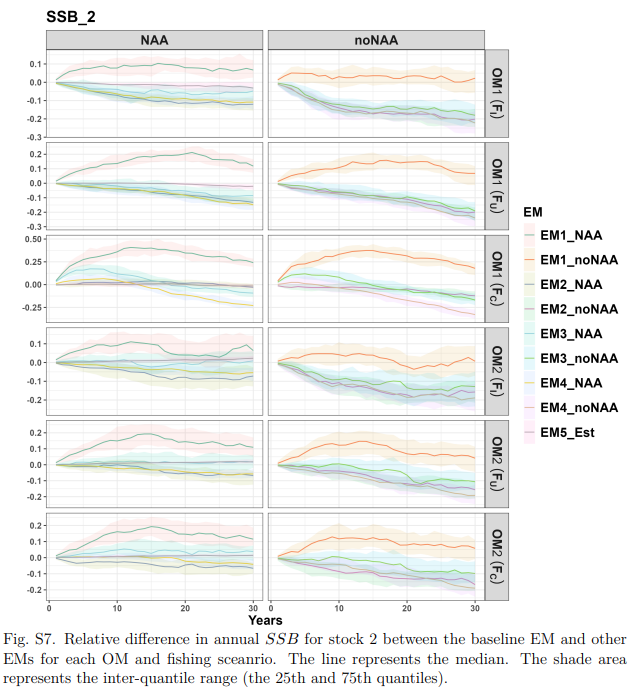 SSB_2
NAA noNAA
0.1
0.0
-0.1
-0.2
-0.3
OM1 (FI)
0.2
0.1
0.0
-0.1
-0.2
-0.3
OM1 (FU)
0.50
0.25
0.00
-0.25
OM1 (FC)
0.1
0.0
-0.1
-0.2
OM2 (FI)
0.2
0.1
0.0
-0.1
-0.2
OM2 (FU)
0.2
0.1
0.0
-0.1
-0.2
OM2 (FC)
0 10 20 30 0 10 20 30
Years
EM
EM1_NAA
EM1_noNAA
EM2_NAA
EM2_noNAA
EM3_NAA
EM3_noNAA
EM4_NAA
EM4_noNAA
EM5_Est
Fig. S7. Relative difference in annual SSB for stock 2 between the baseline EM and other
EMs for each OM and fishing sceanrio. The line represents the median. The shade area
represents the inter-quantile range (the 25th and 75th quantiles).